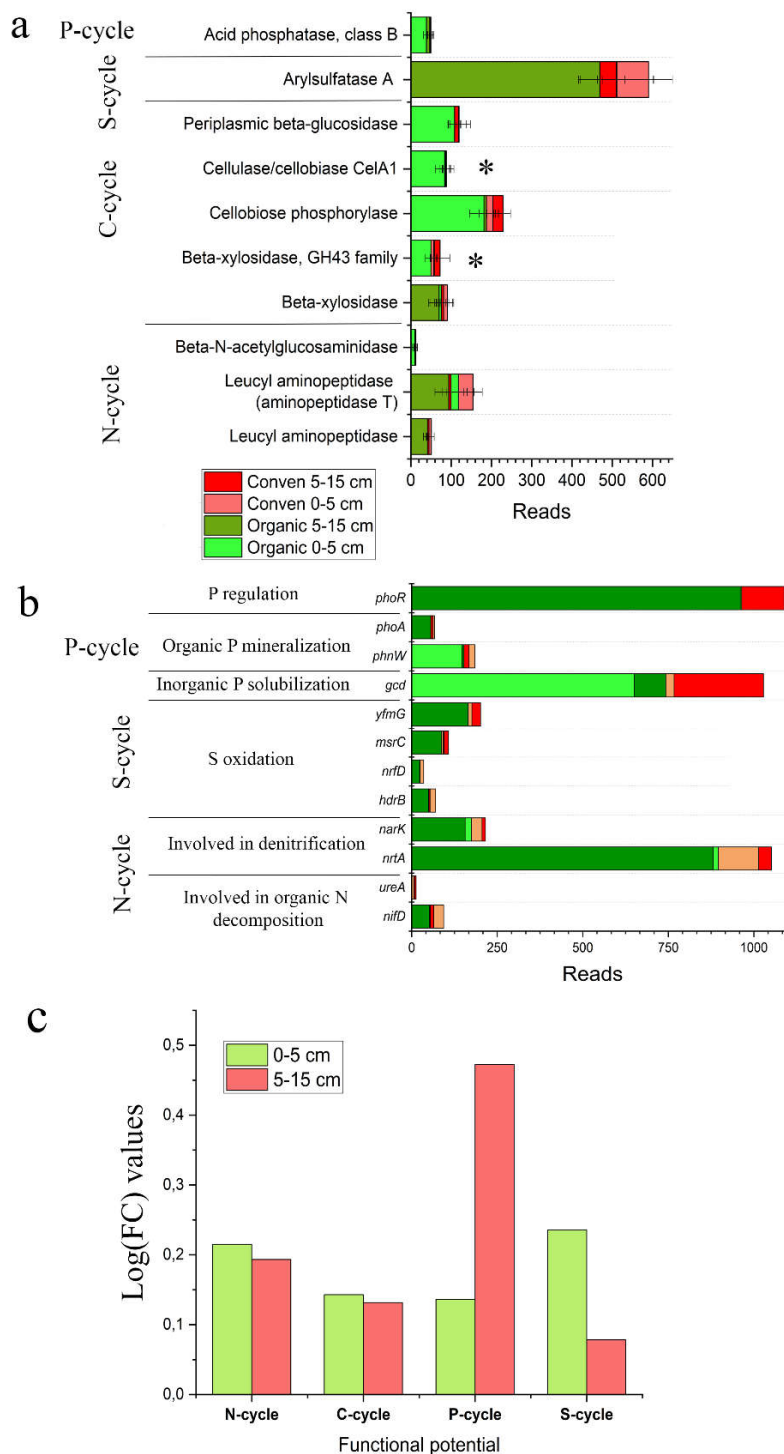 a
P-cycle
Acid phosphatase, class B
S-cycle
Arylsulfatase A
C-cycle
Periplasmic beta-glucosidase
Cellulase/cellobiase CelA1
*
Cellobiose phosphorylase
Beta-xylosidase, GH43 family
*
Beta-xylosidase
N-cycle
Beta-N-acetylglucosaminidase
Leucyl aminopeptidase
(aminopeptidase T)
Leucyl aminopeptidase
0 100 200 300 400 500 600
Reads
Conven 5-15 cm
Conven 0-5 cm
Organic 5-15 cm
Organic 0-5 cm
b
P-cycle
P regulation
phoR
Organic P mineralization
phoA
phnW
Inorganic P solubilization
gcd
S-cycle
S oxidation
yfmG
msrC
nrfD
hdrB
N-cycle
Involved in denitrification
narK
nrtA
Involved in organic N
decomposition
ureA
nifD
0 250 500 750 1000
Reads
c
0-5 cm
5-15 cm
Log(FC) values
0,5
0,4
0,3
0,2
0,1
0,0
N-cycle C-cycle P-cycle S-cycle
Functional potential